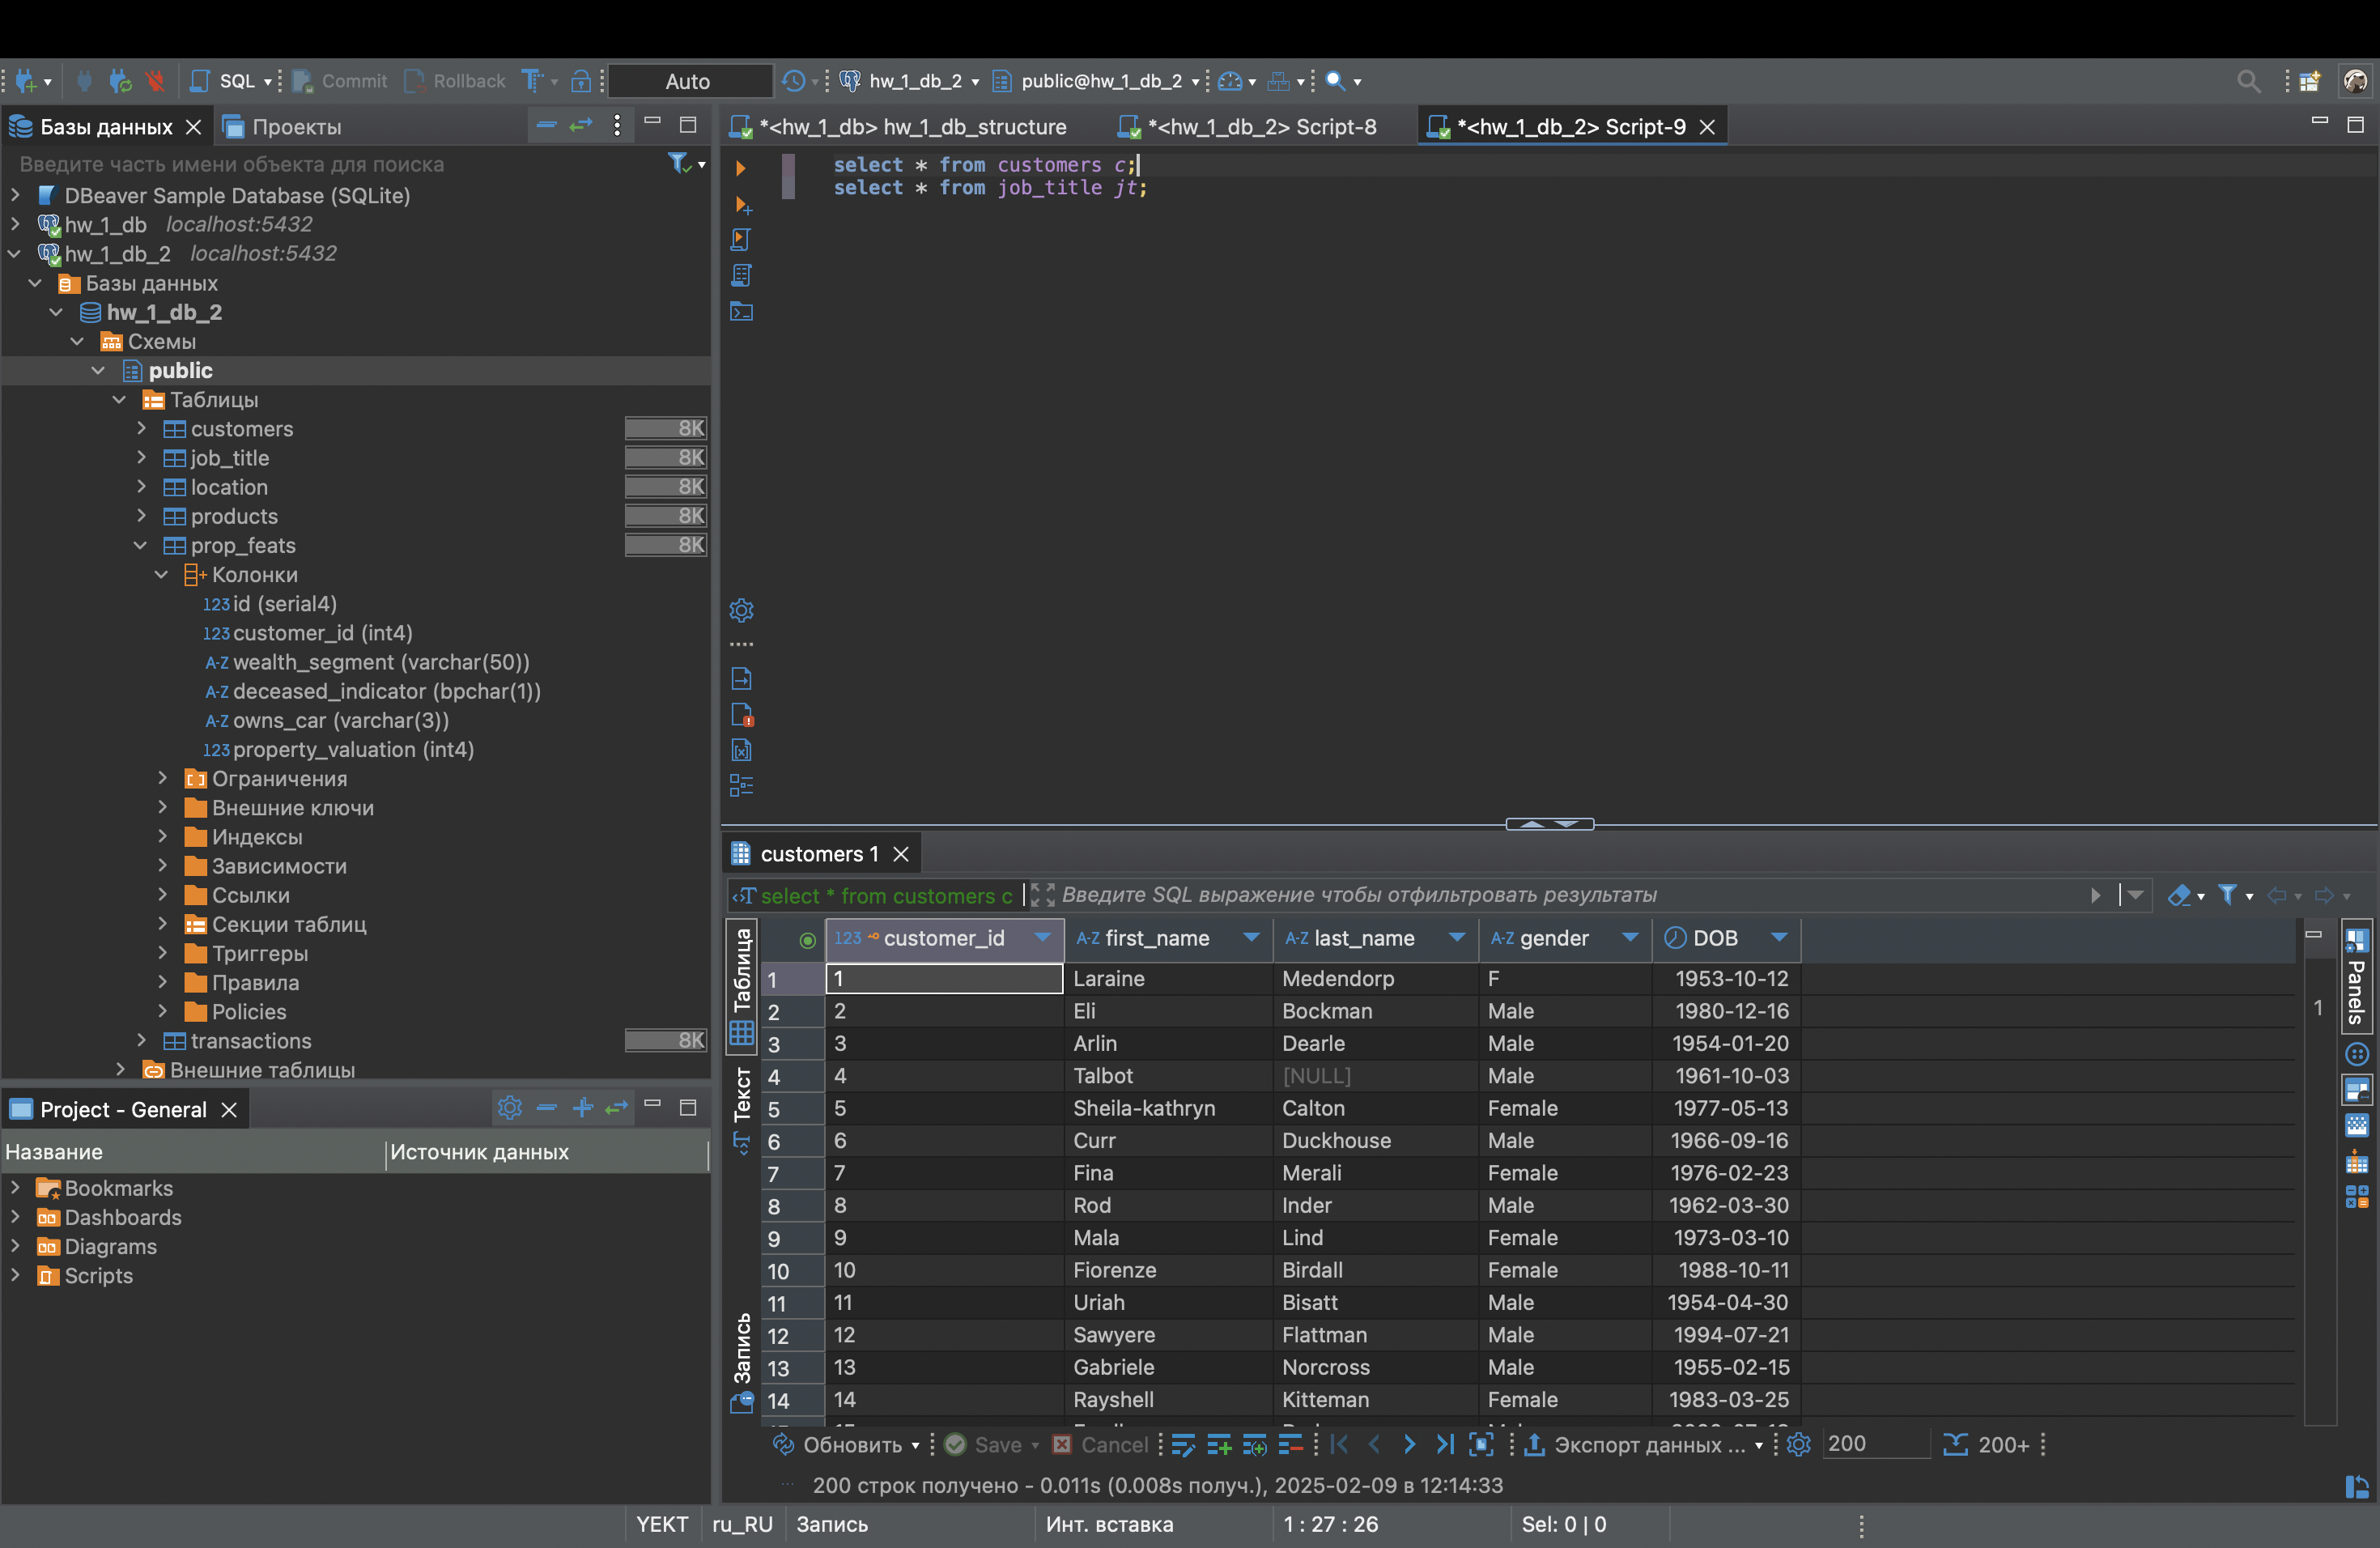 SQL Commit Rollback Auto hw_1_db_2 public@hw_1_db_2
Базы данных Проекты
Введите часть имени объекта для поиска
DBeaver Sample Database (SQLite)
hw_1_db localhost:5432
hw_1_db_2 localhost:5432
Базы данных
hw_1_db_2
Схемы
public
Таблицы
customers 8K
job_title 8K
location 8K
products 8K
prop_feats 8K
Колонки
123 id (serial4)
123 customer_id (int4)
A-Z wealth_segment (varchar(50))
A-Z deceased_indicator (bpchar(1))
A-Z owns_car (varchar(3))
123 property_valuation (int4)
Ограничения
Внешние ключи
Индексы
Зависимости
Ссылки
Секции таблиц
Триггеры
Правила
Policies
transactions 8K
Внешние таблицы
Project - General
Название Источник данных
Bookmarks
Dashboards
Diagrams
Scripts
*<hw_1_db> hw_1_db_structure *<hw_1_db_2> Script-8 *<hw_1_db_2> Script-9
select * from customers c;
select * from job_title jt;
customers 1
select * from customers c Введите SQL выражение чтобы отфильтровать результаты
Таблица
Текст
Запись
123 customer_id A-Z first_name A-Z last_name A-Z gender DOB
1 1 Laraine Medendorp F 1953-10-12
2 2 Eli Bockman Male 1980-12-16
3 3 Arlin Dearle Male 1954-01-20
4 4 Talbot [NULL] Male 1961-10-03
5 5 Sheila-kathryn Calton Female 1977-05-13
6 6 Curr Duckhouse Male 1966-09-16
7 7 Fina Merali Female 1976-02-23
8 8 Rod Inder Male 1962-03-30
9 9 Mala Lind Female 1973-03-10
10 10 Fiorenze Birdall Female 1988-10-11
11 11 Uriah Bisatt Male 1954-04-30
12 12 Sawyere Flattman Male 1994-07-21
13 13 Gabriele Norcross Male 1955-02-15
14 14 Rayshell Kitteman Female 1983-03-25
1
Panels
Обновить Save Cancel Экспорт данных ... 200 200+
200 строк получено - 0.011s (0.008s получ.), 2025-02-09 в 12:14:33
YEKT ru_RU Запись Инт. вставка 1 : 27 : 26 Sel: 0 | 0